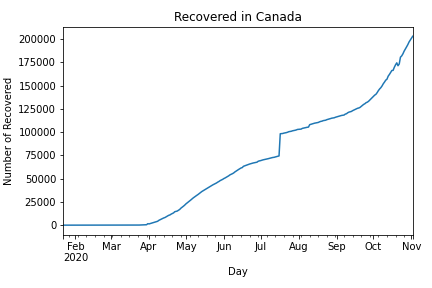 Recovered in Canada
Number of Recovered
200000
175000
150000
125000
100000
75000
50000
25000
0
Feb Mar Apr May Jun Jul Aug Sep Oct Nov
2020
Day